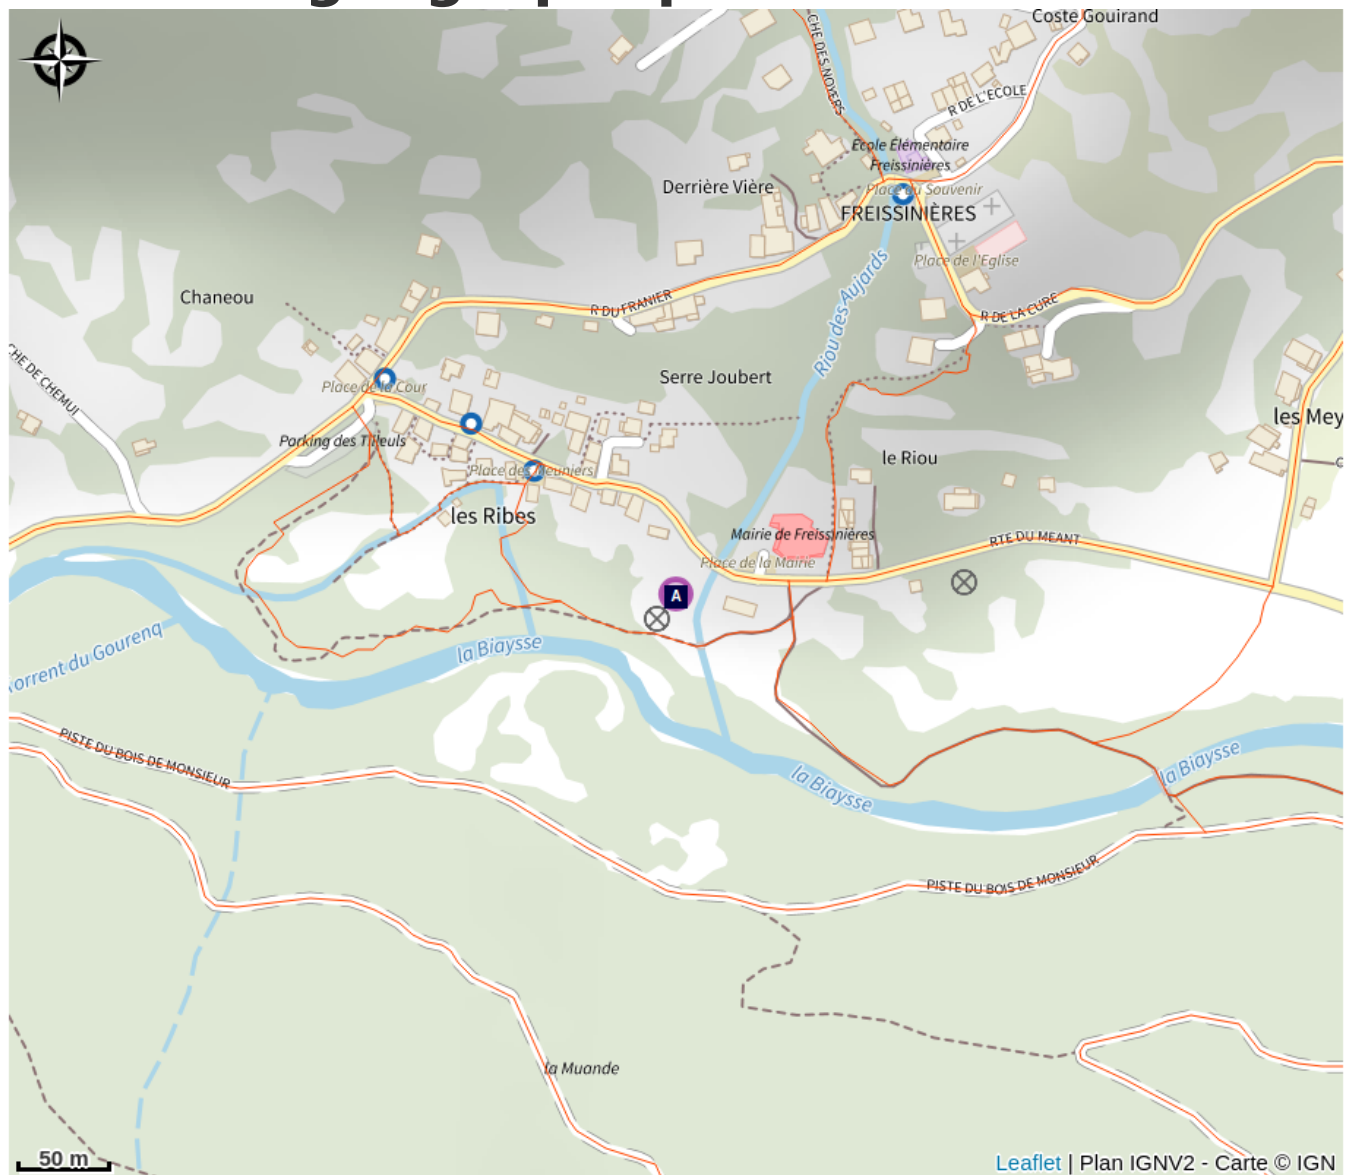 Coste Gouirand
CHE DES NOYERS
R DE L'ECOLE
École Élémentaire
Freissinières
Derrière Vière
Place du Souvenir
FREISSINIÈRES
Place de l'Eglise
Chaneou
R DU FRANIER
Riou des Aujards
R DE LA CURE
CHE DE CHEMUI
Place de la Cour
Serre Joubert
les Mey
Parking des Tilleuls
Place des Meuniers
le Riou
les Ribes
Mairie de Freissinières
RTE DU MEANT
Place de la Mairie
A
Torrent du Gourenq
la Biaysse
la Biaysse
la Biaysse
PISTE DU BOIS DE MONSIEUR
PISTE DU BOIS DE MONSIEUR
la Muande
50 m
Leaflet | Plan IGNV2 - Carte © IGN